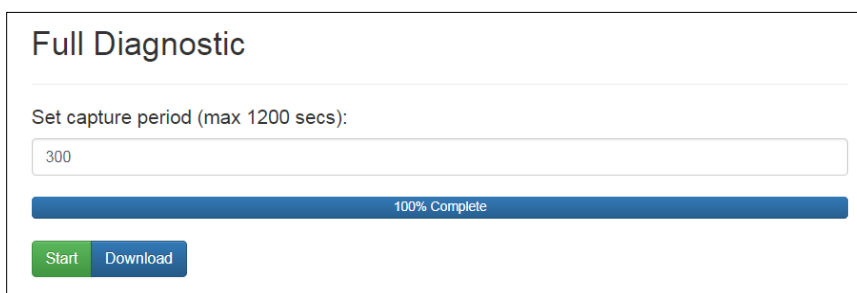 Full Diagnostic
Set capture period (max 1200 secs):
300
100% Complete
Start Download